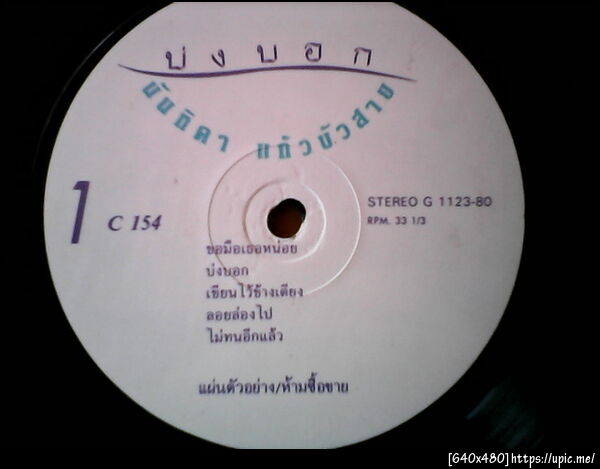 บ่งบอก
นันทิดา แก้วบัวสาย
1
C 154
STEREO G 1123-80
RPM. 33 1/3
ขอมือเธอหน่อย
บ่งบอก
เขียนไว้ข้างเตียง
ลอยล่องไป
ไม่ทนอีกแล้ว
แผ่นตัวอย่าง/ห้ามซื้อขาย
[640x480]https://upic.me/